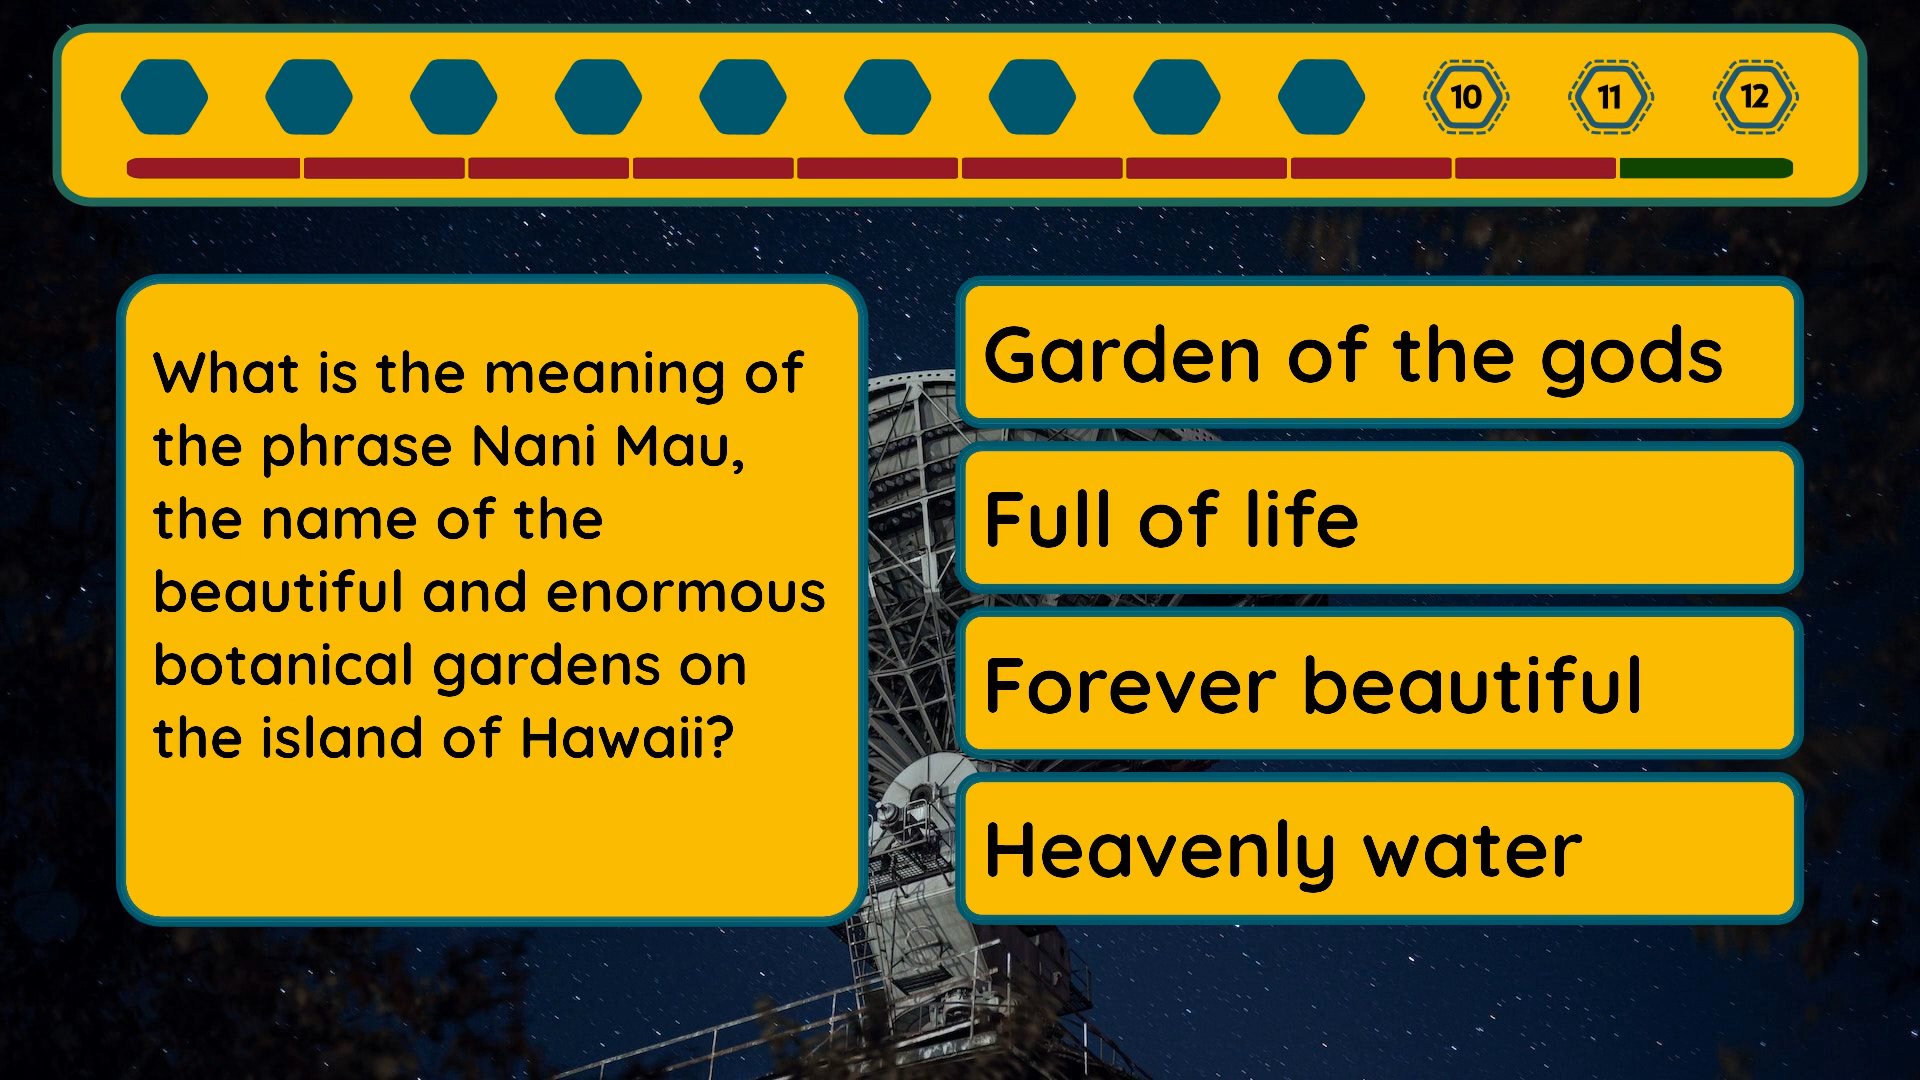 10 11 12
What is the meaning of
the phrase Nani Mau,
the name of the
beautiful and enormous
botanical gardens on
the island of Hawaii?
Garden of the gods
Full of life
Forever beautiful
Heavenly water